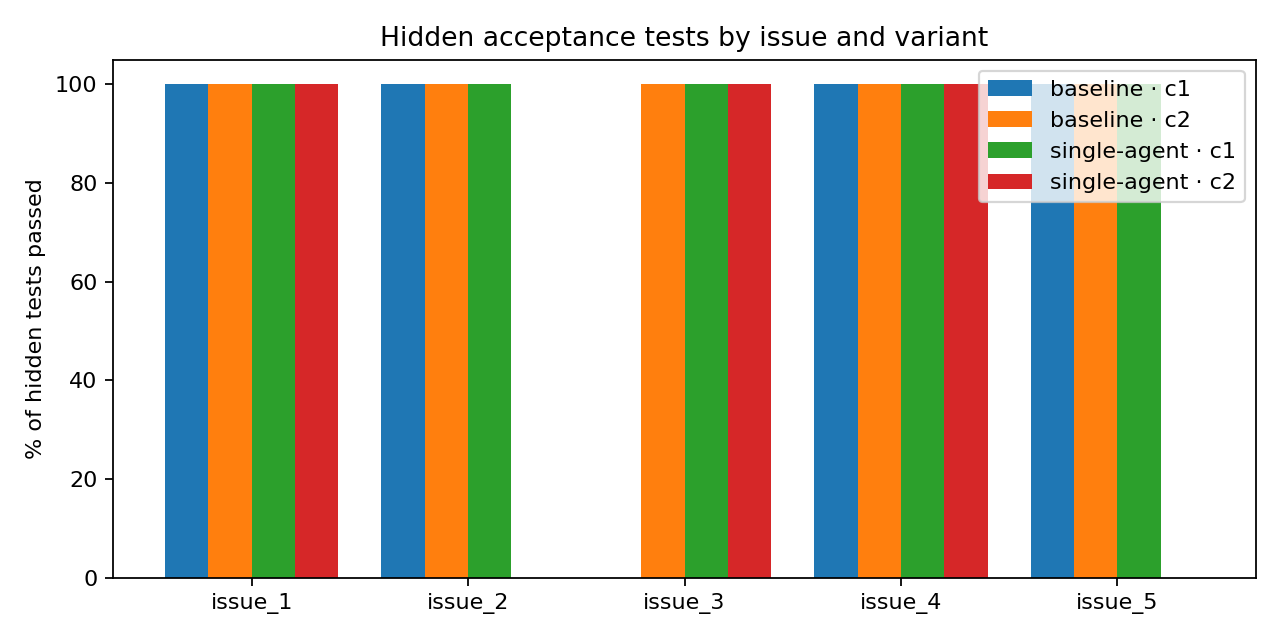 Hidden acceptance tests by issue and variant
% of hidden tests passed
100
80
60
40
20
0
issue_1
issue_2
issue_3
issue_4
issue_5
baseline · c1
baseline · c2
single-agent · c1
single-agent · c2